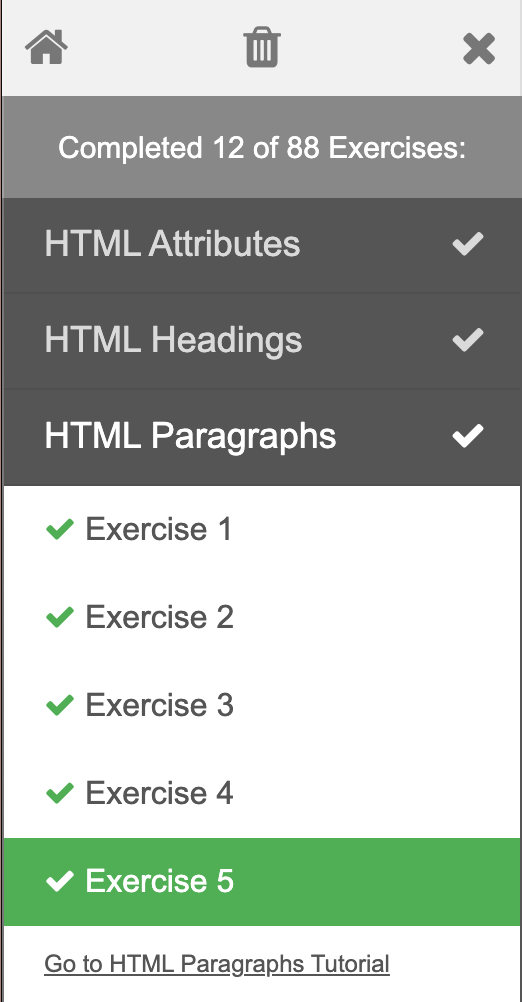 Completed 12 of 88 Exercises:
HTML Attributes
HTML Headings
HTML Paragraphs
Exercise 1
Exercise 2
Exercise 3
Exercise 4
Exercise 5
Go to HTML Paragraphs Tutorial